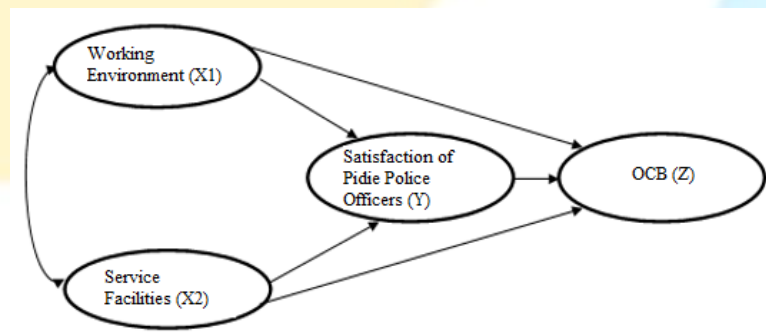 Working
Environment (X1)
Satisfaction of
Pidie Police
Officers (Y)
OCB (Z)
Service
Facilities (X2)